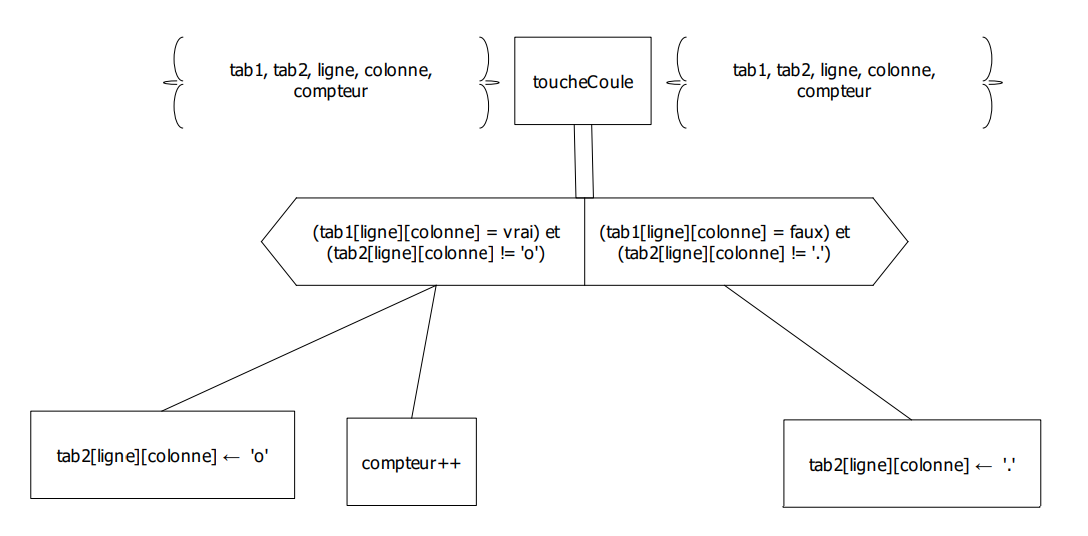 tab1, tab2, ligne, colonne,
compteur
toucheCoule
tab1, tab2, ligne, colonne,
compteur
(tab1[ligne][colonne] = vrai) et
(tab2[ligne][colonne] != 'o')
(tab1[ligne][colonne] = faux) et
(tab2[ligne][colonne] != '.')
tab2[ligne][colonne] ← 'o'
compteur++
tab2[ligne][colonne] ← '.'